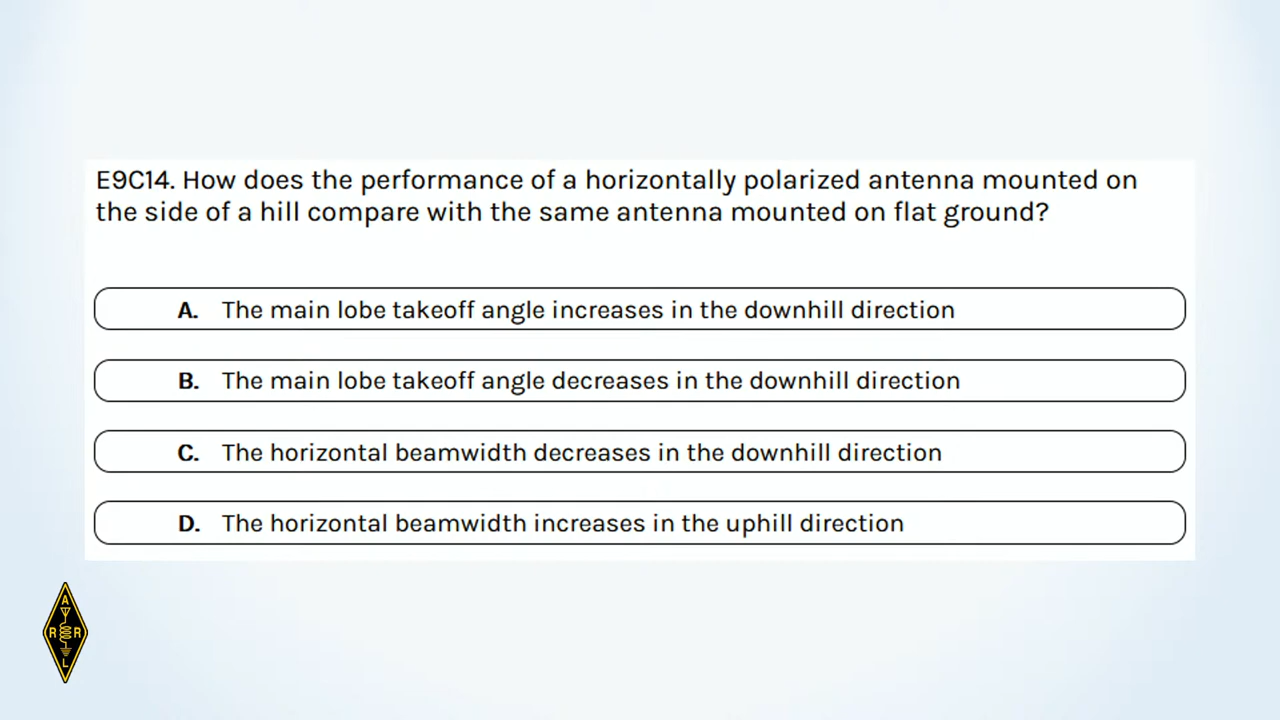 E9C14. How does the performance of a horizontally polarized antenna mounted on
the side of a hill compare with the same antenna mounted on flat ground?
A. The main lobe takeoff angle increases in the downhill direction
B. The main lobe takeoff angle decreases in the downhill direction
C. The horizontal beamwidth decreases in the downhill direction
D. The horizontal beamwidth increases in the uphill direction
A
R R
L